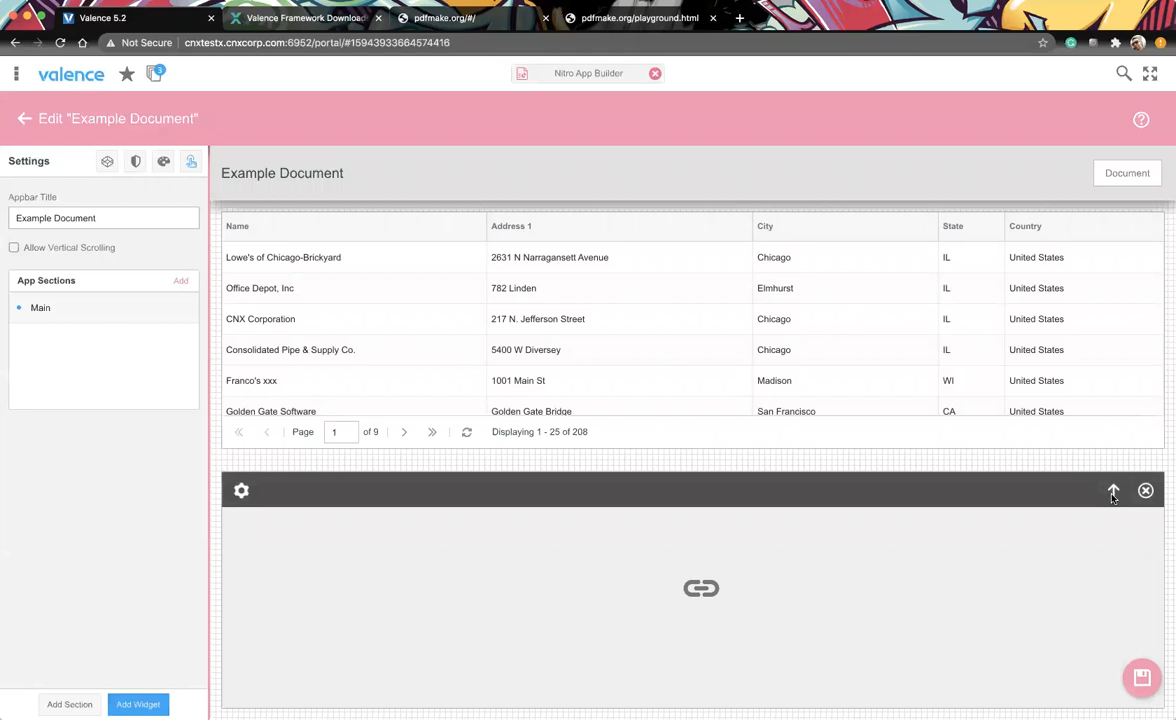 Valence 5.2
Valence Framework Download
pdfmake.org/#/
pdfmake.org/playground.html
Not Secure
cnxtestx.cnxcorp.com:6952/portal/#15943933664574416
valence
3
Nitro App Builder
Edit "Example Document"
Settings
Example Document
Document
Appbar Title
Example Document
Allow Vertical Scrolling
App Sections
Add
Main
Name Address 1 City State Country
Lowe's of Chicago-Brickyard 2631 N Narragansett Avenue Chicago IL United States
Office Depot, Inc 782 Linden Elmhurst IL United States
CNX Corporation 217 N. Jefferson Street Chicago IL United States
Consolidated Pipe & Supply Co. 5400 W Diversey Chicago IL United States
Franco's xxx 1001 Main St Madison WI United States
Golden Gate Software Golden Gate Bridge San Francisco CA United States
Page 1 of 9 Displaying 1 - 25 of 208
Add Section
Add Widget